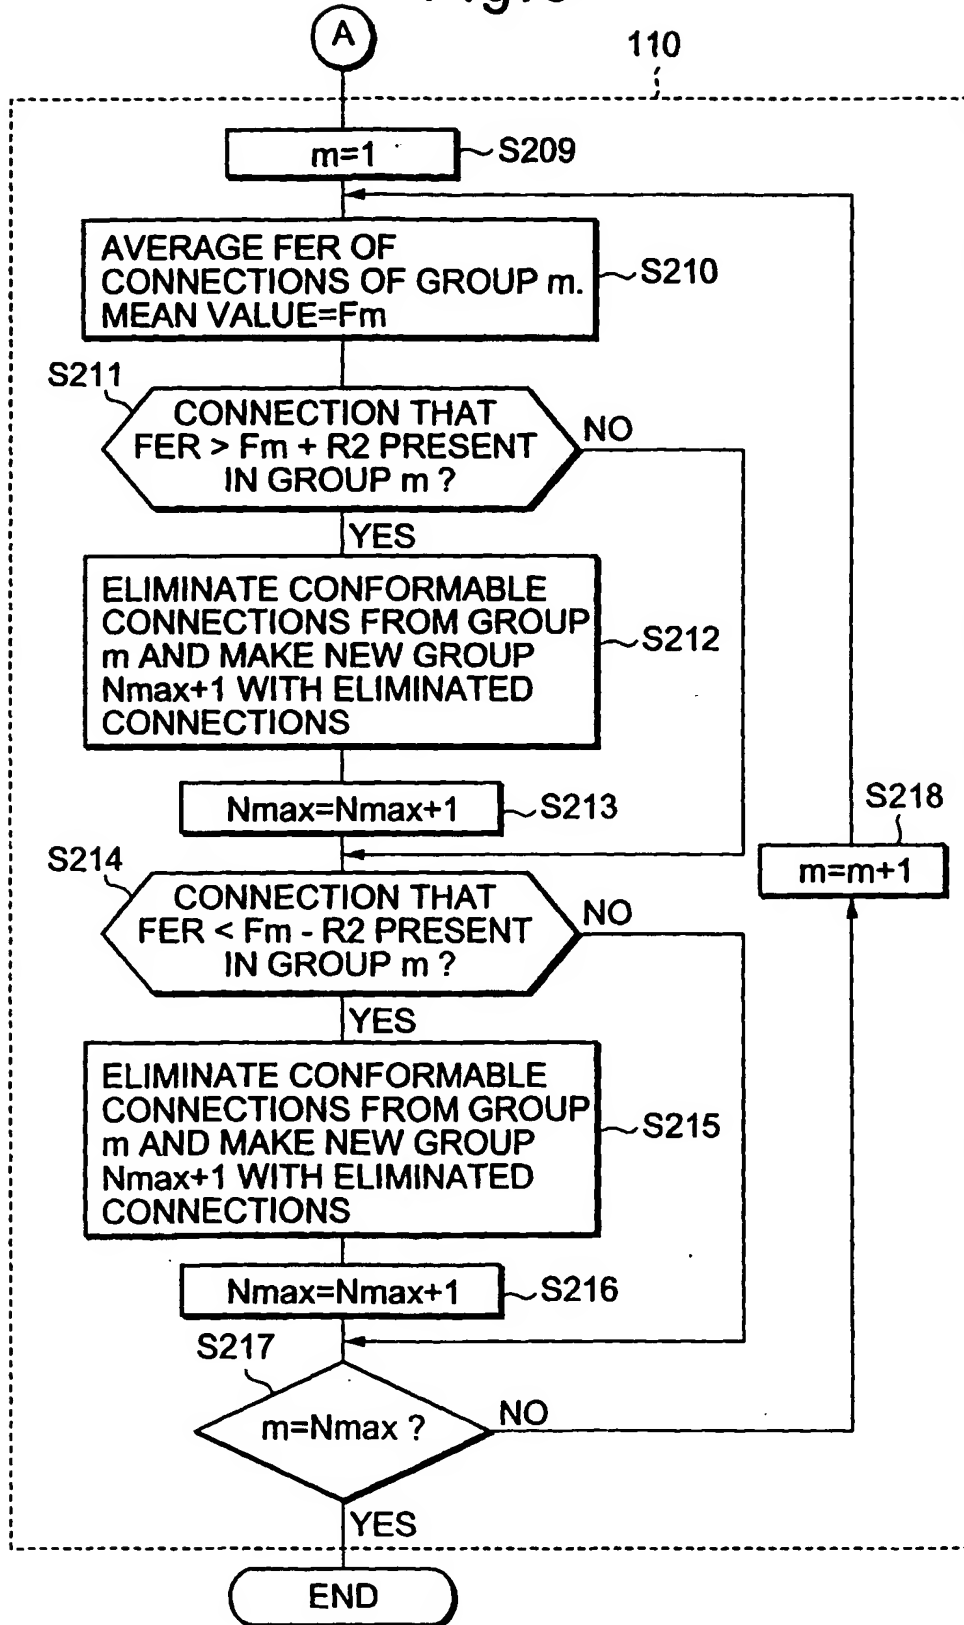 A
110
m=1
S209
AVERAGE FER OF
CONNECTIONS OF GROUP m.
MEAN VALUE=Fm
S210
S211
CONNECTION THAT
FER > Fm + R2 PRESENT
IN GROUP m ?
NO
YES
ELIMINATE CONFORMABLE
CONNECTIONS FROM GROUP
m AND MAKE NEW GROUP
Nmax+1 WITH ELIMINATED
CONNECTIONS
S212
Nmax=Nmax+1
S213
S218
m=m+1
S214
CONNECTION THAT
FER < Fm - R2 PRESENT
IN GROUP m ?
NO
YES
ELIMINATE CONFORMABLE
CONNECTIONS FROM GROUP
m AND MAKE NEW GROUP
Nmax+1 WITH ELIMINATED
CONNECTIONS
S215
Nmax=Nmax+1
S216
S217
m=Nmax ?
NO
YES
END